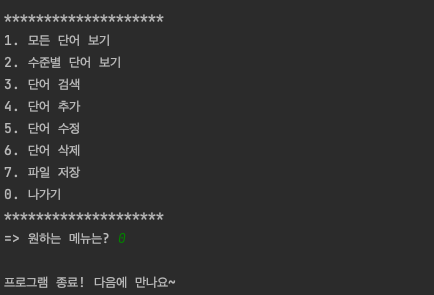 ********************
1. 모든 단어 보기
2. 수준별 단어 보기
3. 단어 검색
4. 단어 추가
5. 단어 수정
6. 단어 삭제
7. 파일 저장
0. 나가기
********************
=> 원하는 메뉴는? 0
프로그램 종료! 다음에 만나요~